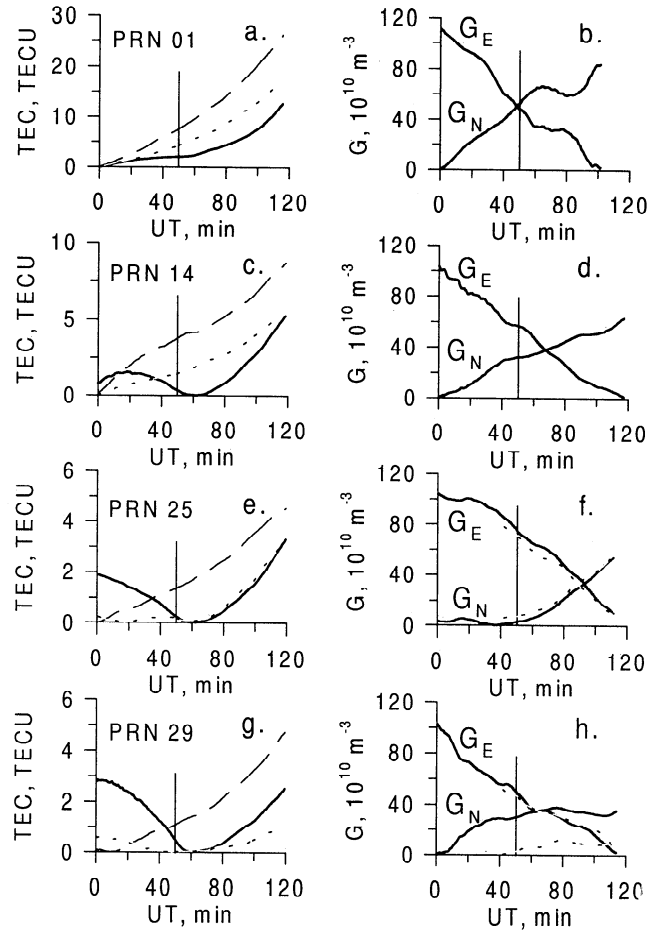 30
20
10
0
TEC, TECU
PRN 01
a.
0 40 80 120
UT, min
120
80
40
0
G, 10^10 m^-3
G_E
G_N
b.
0 40 80 120
UT, min
10
5
0
TEC, TECU
PRN 14
c.
0 40 80 120
UT, min
120
80
40
0
G, 10^10 m^-3
G_E
G_N
d.
0 40 80 120
UT, min
6
4
2
0
TEC, TECU
PRN 25
e.
0 40 80 120
UT, min
120
80
40
0
G, 10^10 m^-3
G_E
G_N
f.
0 40 80 120
UT, min
6
4
2
0
TEC, TECU
PRN 29
g.
0 40 80 120
UT, min
120
80
40
0
G, 10^10 m^-3
G_E
G_N
h.
0 40 80 120
UT, min